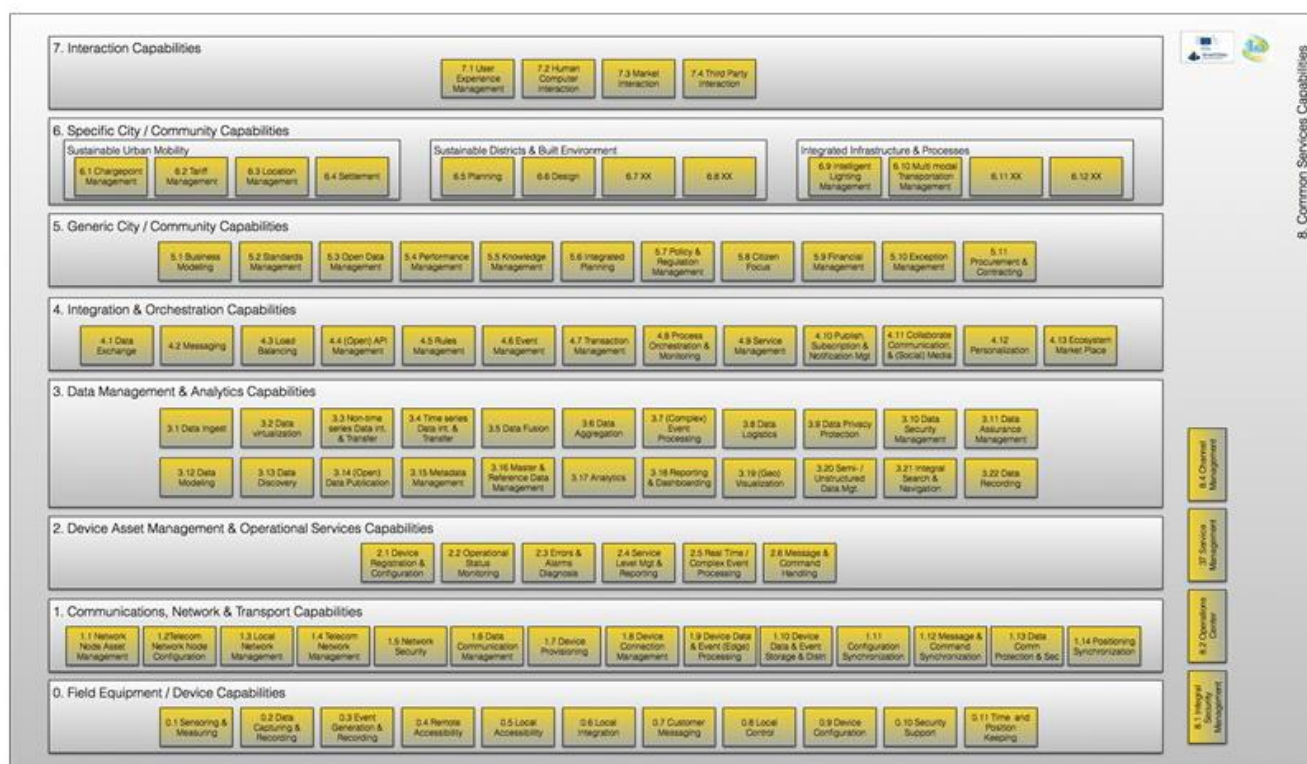 7. Interaction Capabilities
7.1 User
Experience
Management
7.2 Human
Computer
Interaction
7.3 Market
Interaction
7.4 Third Party
Interaction
6. Specific City / Community Capabilities
Sustainable Urban Mobility
6.1 Chargepoint
Management
6.2 Tariff
Management
6.3 Location
Management
6.4 Settlement
Sustainable Districts & Built Environment
6.5 Planning
6.6 Design
6.7 XX
6.8 XX
Integrated Infrastructure & Processes
6.9 Intelligent
Lighting
Management
6.10 Multi modal
Transportation
Management
6.11 XX
6.12 XX
5. Generic City / Community Capabilities
5.1 Business
Modeling
5.2 Standards
Management
5.3 Open Data
Management
5.4 Performance
Management
5.5 Knowledge
Management
5.6 Integrated
Planning
5.7 Policy &
Regulation
Management
5.8 Citizen
Focus
5.9 Financial
Management
5.10 Exception
Management
5.11
Procurement &
Contracting
4. Integration & Orchestration Capabilities
4.1 Data
Exchange
4.2 Messaging
4.3 Load
Balancing
4.4 (Open) API
Management
4.5 Rules
Management
4.6 Event
Management
4.7 Transaction
Management
4.8 Process
Orchestration &
Monitoring
4.9 Service
Management
4.10 Publish,
Subscription &
Notification Mgt
4.11 Collaborate
Communication,
& (Social) Media
4.12
Personalization
4.13 Ecosystem
Market Place
3. Data Management & Analytics Capabilities
3.1 Data Ingest
3.2 Data
virtualization
3.3 Non-time
series Data int.
& Transfer
3.4 Time series
Data int. &
Transfer
3.5 Data Fusion
3.6 Data
Aggregation
3.7 (Complex)
Event
Processing
3.8 Data
Logistics
3.9 Data Privacy
Protection
3.10 Data
Security
Management
3.11 Data
Assurance
Management
3.12 Data
Modeling
3.13 Data
Discovery
3.14 (Open)
Data Publication
3.15 Metadata
Management
3.16 Master &
Reference Data
Management
3.17 Analytics
3.18 Reporting
& Dashboarding
3.19 (Geo)
Visualization
3.20 Semi- /
Unstructured
Data Mgt.
3.21 Integral
Search &
Navigation
3.22 Data
Recording
2. Device Asset Management & Operational Services Capabilities
2.1 Device
Registration &
Configuration
2.2 Operational
Status
Monitoring
2.3 Errors &
Alarms
Diagnosis
2.4 Service
Level Mgt &
Reporting
2.5 Real Time /
Complex Event
Processing
2.6 Message &
Command
Handling
1. Communications, Network & Transport Capabilities
1.1 Network
Node Asset
Management
1.2Telecom
Network Node
Configuration
1.3 Local
Network
Management
1.4 Telecom
Network
Management
1.5 Network
Security
1.6 Data
Communication
Management
1.7 Device
Provisioning
1.8 Device
Connection
Management
1.9 Device Data
& Event (Edge)
Processing
1.10 Device
Data & Event
Storage & Distri
1.11
Configuration
Synchronization
1.12 Message &
Command
Synchronization
1.13 Data
Comm
Protection & Sec
1.14 Positioning
Synchronization
0. Field Equipment / Device Capabilities
0.1 Sensoring &
Measuring
0.2 Data
Capturing &
Recording
0.3 Event
Generation &
Recording
0.4 Remote
Accessibility
0.5 Local
Accessibility
0.6 Local
Integration
0.7 Customer
Messaging
0.8 Local
Control
0.9 Device
Configuration
0.10 Security
Support
0.11 Time and
Position
Keeping
8. Common Services Capabilities
8.4 Channel
Management
37 Service
Management
8.2 Operations
Center
8.1 Integral
Security
Management